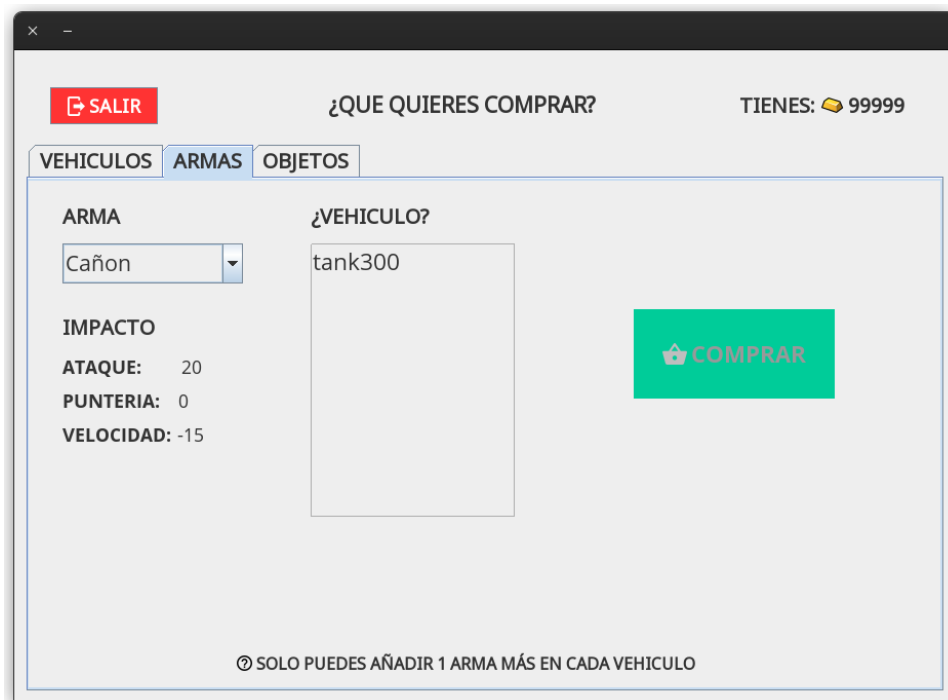 SALIR
¿QUE QUIERES COMPRAR?
TIENES: 99999
VEHICULOS
ARMAS
OBJETOS
ARMA
¿VEHICULO?
Cañon
tank300
IMPACTO
ATAQUE: 20
PUNTERIA: 0
VELOCIDAD: -15
COMPRAR
SOLO PUEDES AÑADIR 1 ARMA MÁS EN CADA VEHICULO